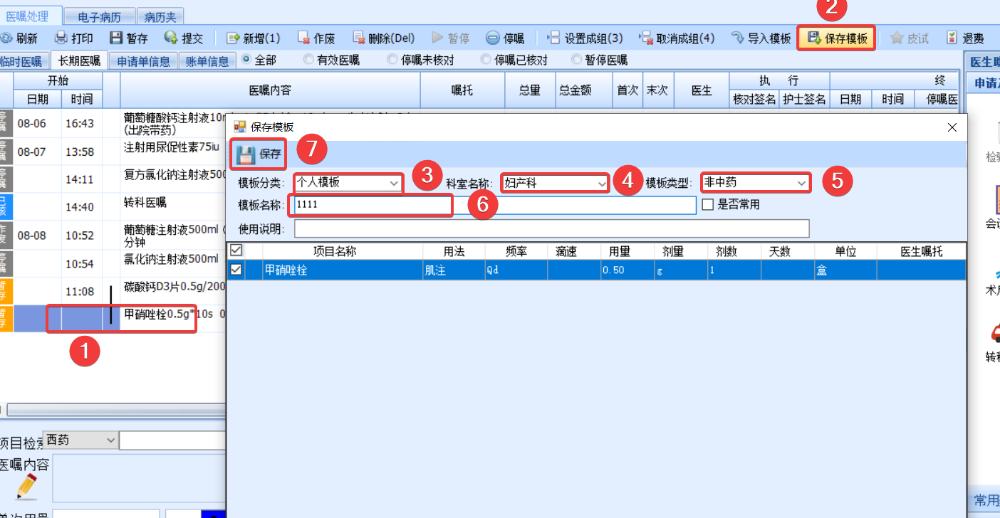 医嘱处理 电子病历 病历夹
2
刷新 打印 暂存 提交 新增(1) 作废 删除(Del) 暂停 停嘱 设置成组(3) 取消成组(4) 导入模板 保存模板 皮试 退费
临时医嘱 长期医嘱 申请单信息 账单信息 全部 有效医嘱 停嘱未核对 停嘱已核对 暂停医嘱
医生
开始 医嘱内容 嘱托 总量 总金额 首次 末次 医生 执 行 终
日期 时间 核对签名 护士签名 日期 时间 停嘱医
申请
08-06 16:43 葡萄糖酸钙注射液10m
(出院带药)
08-07 13:58 注射用尿促性素75iu
14:11 复方氯化钠注射液500
14:40 转科医嘱
08-08 10:52 葡萄糖注射液500ml (
分钟
10:54 氯化钠注射液500ml
11:08 碳酸钙D3片0.5g/200
甲硝唑栓0.5g*10s 0
1
保存模板
保存 7
模板分类: 个人模板 3 科室名称: 妇产科 4 模板类型: 非中药 5
模板名称: 1111 6 是否常用
使用说明:
项目名称 用法 频率 滴速 用量 剂量 剂数 天数 单位 医生嘱托
甲硝唑栓 肌注 Qd 0.50 g 1 盒
项目检索 西药
医嘱内容
检验
会诊
术后
转科
常用